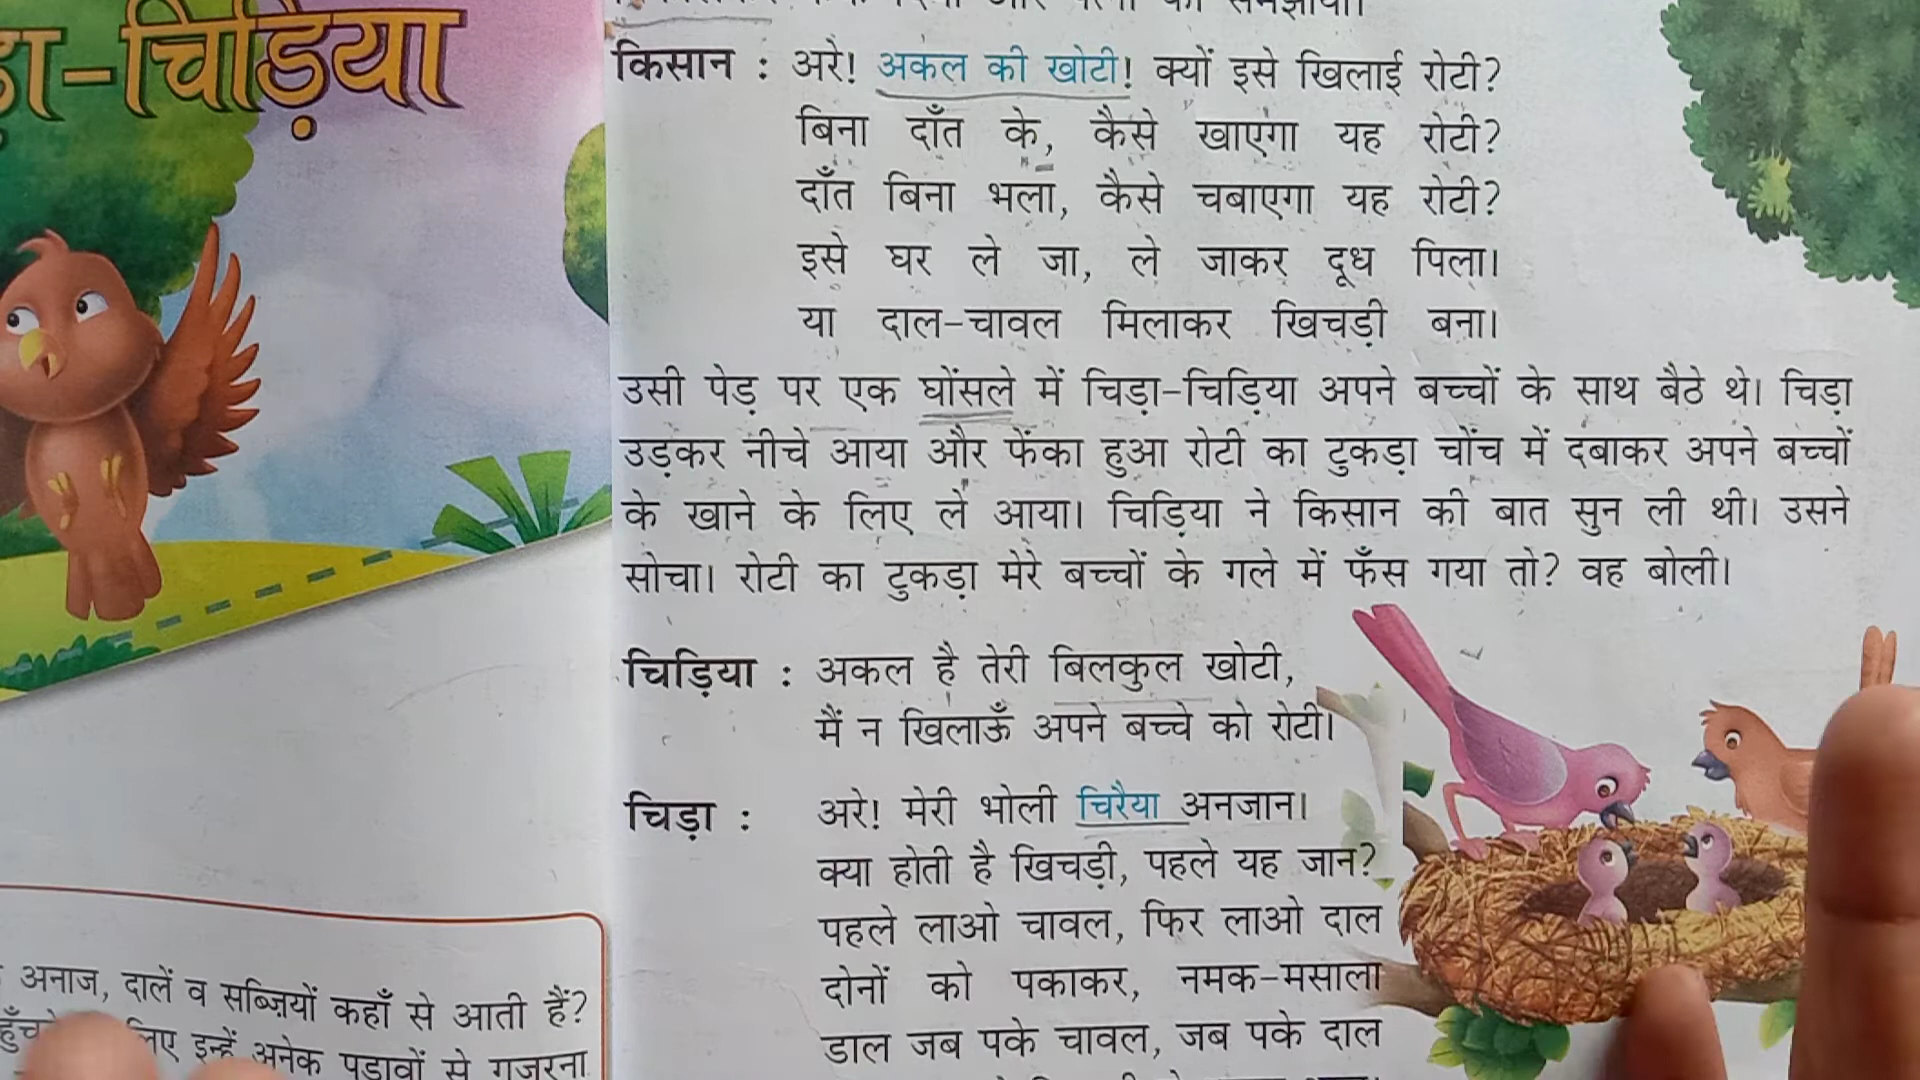 ड़ा-चिड़िया
समझाया।
किसान : अरे! अकल की खोटी! क्यों इसे खिलाई रोटी?
बिना दाँत के, कैसे खाएगा यह रोटी?
दाँत बिना भला, कैसे चबाएगा यह रोटी?
इसे घर ले जा, ले जाकर दूध पिला।
या दाल-चावल मिलाकर खिचड़ी बना।
उसी पेड़ पर एक घोंसले में चिड़ा-चिड़िया अपने बच्चों के साथ बैठे थे। चिड़ा
उड़कर नीचे आया और फेंका हुआ रोटी का टुकड़ा चोंच में दबाकर अपने बच्चों
के खाने के लिए ले आया। चिड़िया ने किसान की बात सुन ली थी। उसने
सोचा। रोटी का टुकड़ा मेरे बच्चों के गले में फँस गया तो? वह बोली।
चिड़िया : अकल है तेरी बिलकुल खोटी,
मैं न खिलाऊँ अपने बच्चे को रोटी।
चिड़ा : अरे! मेरी भोली चिरैया अनजान।
क्या होती है खिचड़ी, पहले यह जान?
पहले लाओ चावल, फिर लाओ दाल
दोनों को पकाकर, नमक-मसाला
डाल जब पके चावल, जब पके दाल
अनाज, दालें व सब्ज़ियों कहाँ से आती हैं?
इन्हें अनेक पड़ावों से गुजरना